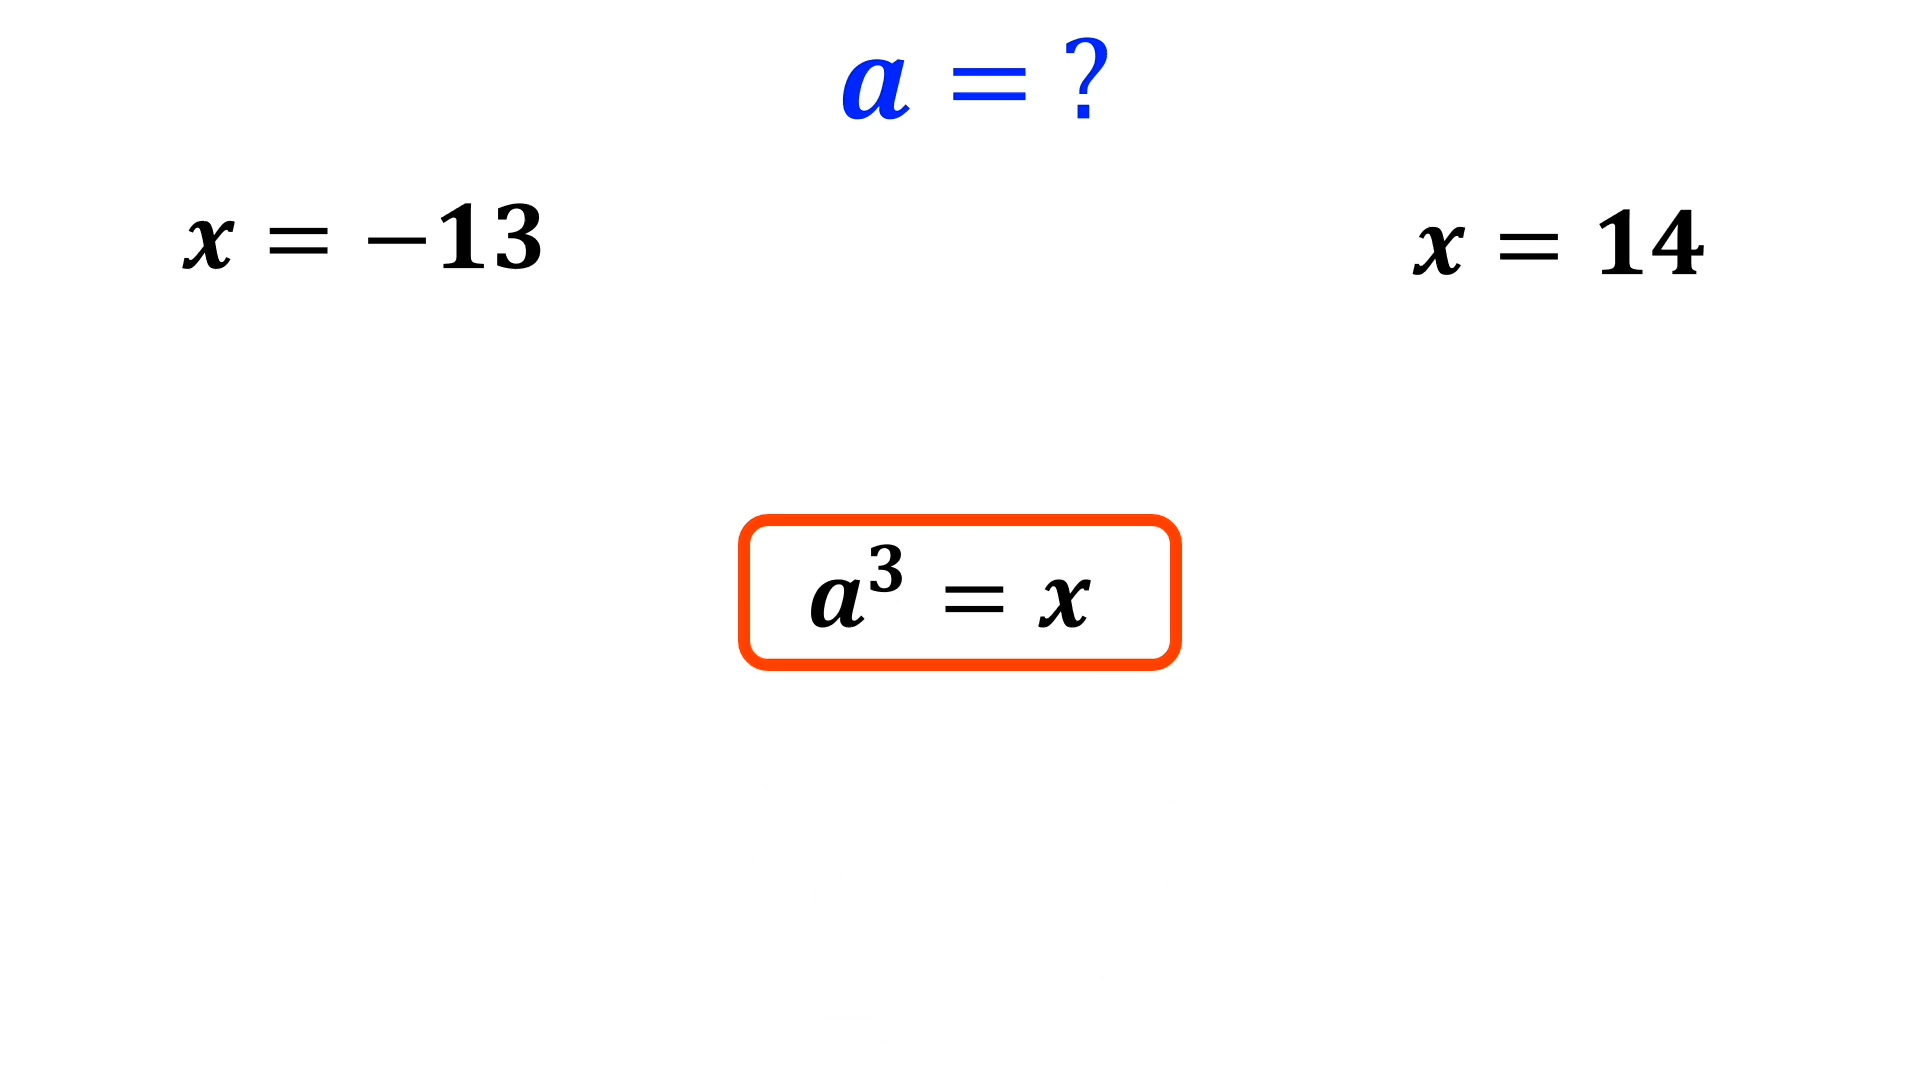 a = ?
x = −13
x = 14
a³ = x